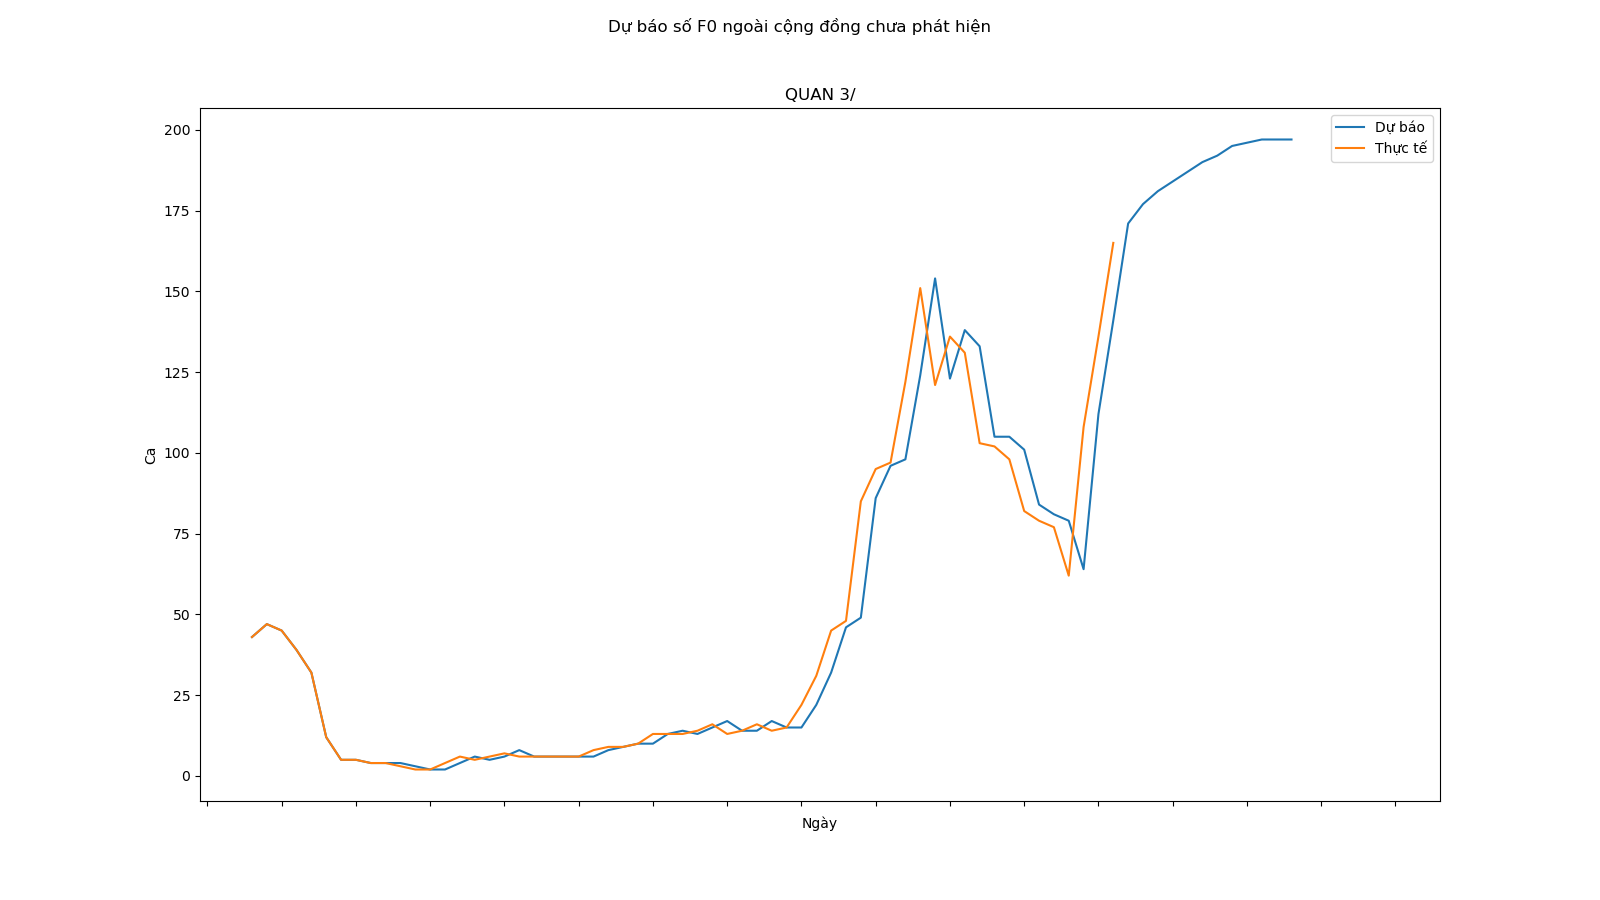 Dự báo số F0 ngoài cộng đồng chưa phát hiện
QUAN 3/
Dự báo
Thực tế
200
175
150
125
100
75
50
25
0
Ca
Ngày